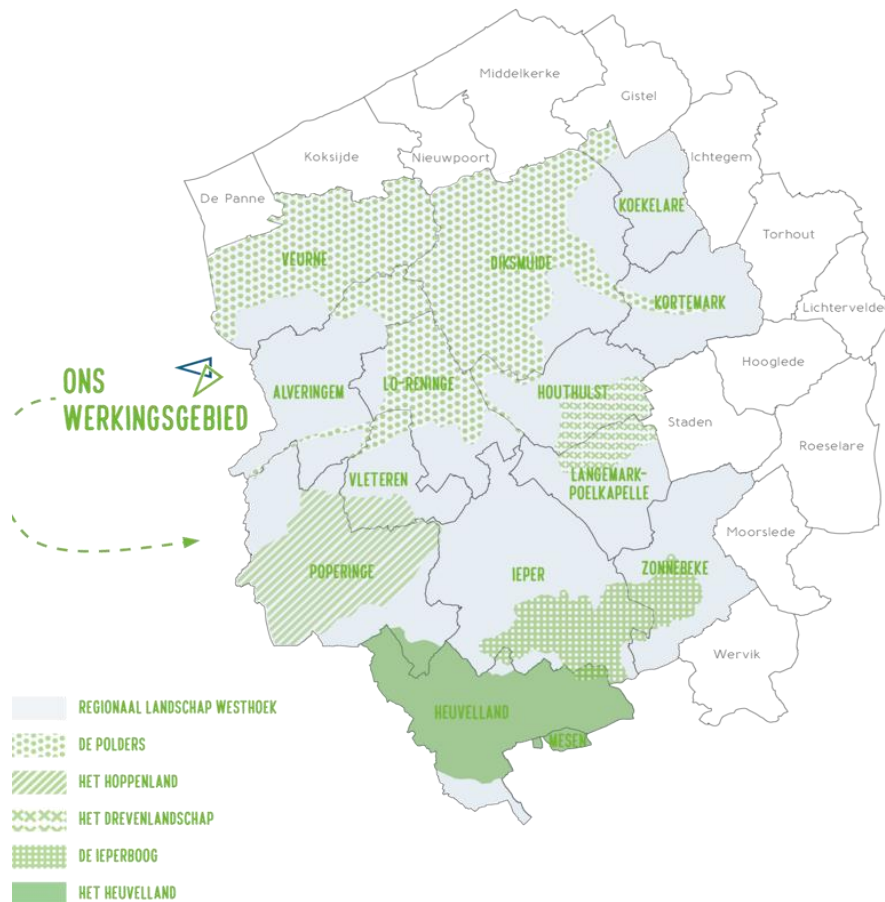 Middelkerke
Gistel
Koksijde
Nieuwpoort
Ichtegem
De Panne
KOEKELARE
Torhout
VEURNE
DIKSMUIDE
KORTEMARK
Lichtervelde
Hooglede
ONS
WERKINGSGEBIED
ALVERINGEM
LO-RENINGE
HOUTHULST
Staden
Roeselare
VLETEREN
LANGEMARK-
POELKAPELLE
Moorslede
POPERINGE
IEPER
ZONNEBEKE
Wervik
HEUVELLAND
MESEN
REGIONAAL LANDSCHAP WESTHOEK
DE POLDERS
HET HOPPENLAND
HET DREVENLANDSCHAP
DE IEPERBOOG
HET HEUVELLAND